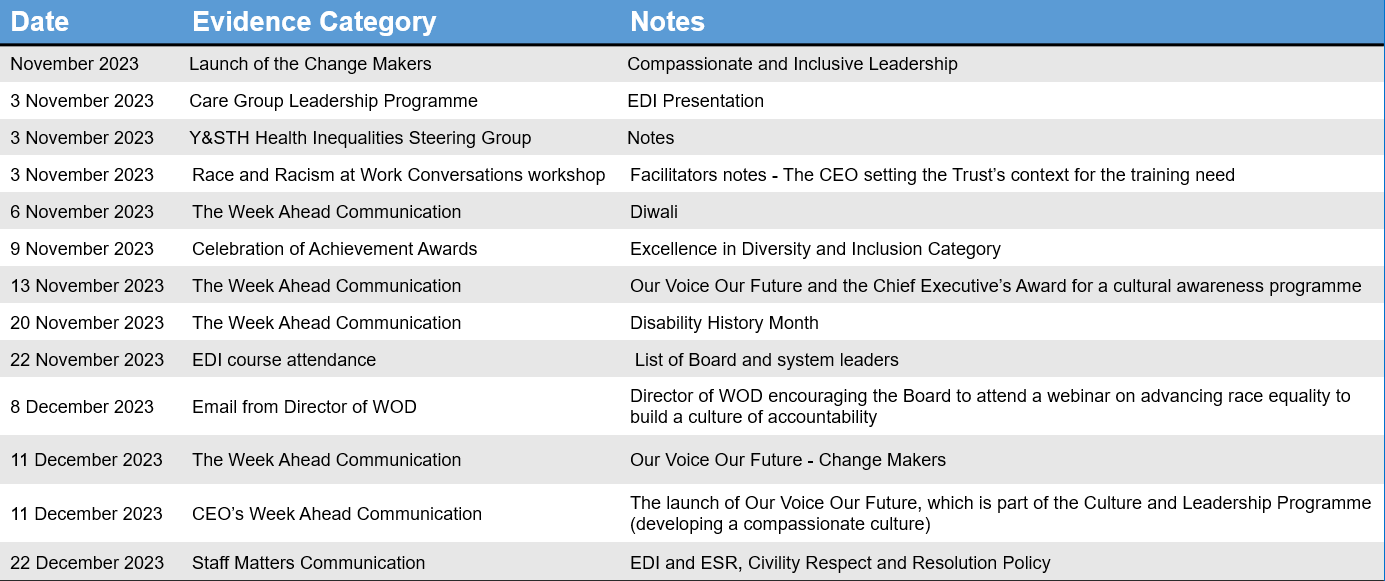 Date Evidence Category Notes
November 2023 Launch of the Change Makers Compassionate and Inclusive Leadership
3 November 2023 Care Group Leadership Programme EDI Presentation
3 November 2023 Y&STH Health Inequalities Steering Group Notes
3 November 2023 Race and Racism at Work Conversations workshop Facilitators notes - The CEO setting the Trust’s context for the training need
6 November 2023 The Week Ahead Communication Diwali
9 November 2023 Celebration of Achievement Awards Excellence in Diversity and Inclusion Category
13 November 2023 The Week Ahead Communication Our Voice Our Future and the Chief Executive’s Award for a cultural awareness programme
20 November 2023 The Week Ahead Communication Disability History Month
22 November 2023 EDI course attendance List of Board and system leaders
8 December 2023 Email from Director of WOD Director of WOD encouraging the Board to attend a webinar on advancing race equality to
build a culture of accountability
11 December 2023 The Week Ahead Communication Our Voice Our Future - Change Makers
11 December 2023 CEO’s Week Ahead Communication The launch of Our Voice Our Future, which is part of the Culture and Leadership Programme
(developing a compassionate culture)
22 December 2023 Staff Matters Communication EDI and ESR, Civility Respect and Resolution Policy